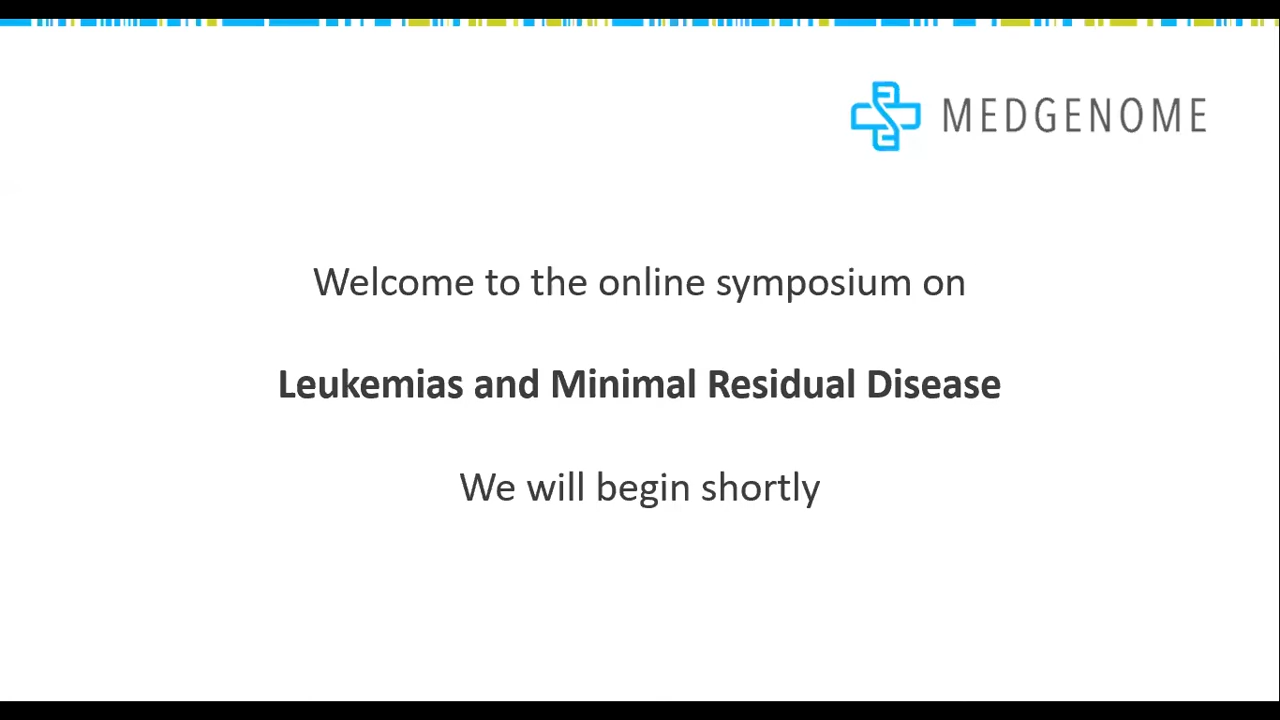 MEDGENOME
Welcome to the online symposium on
Leukemias and Minimal Residual Disease
We will begin shortly